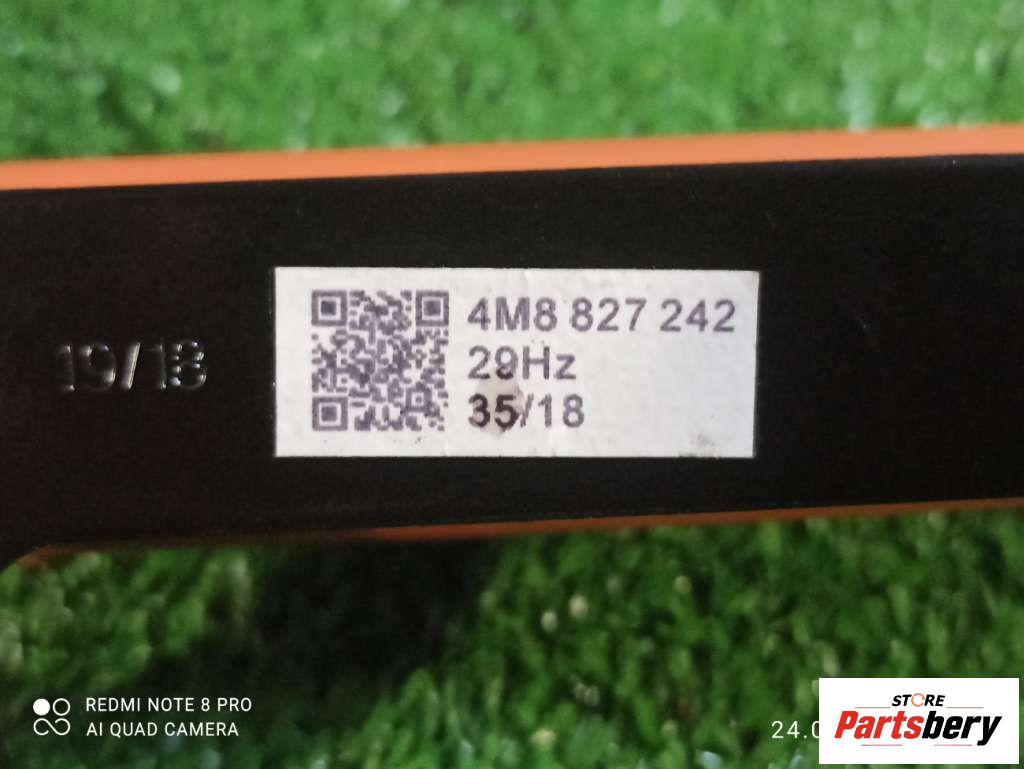 19/18
4M8 827 242
29Hz
35/18
REDMI NOTE 8 PRO
AI QUAD CAMERA
24.0
STORE
Partsbery